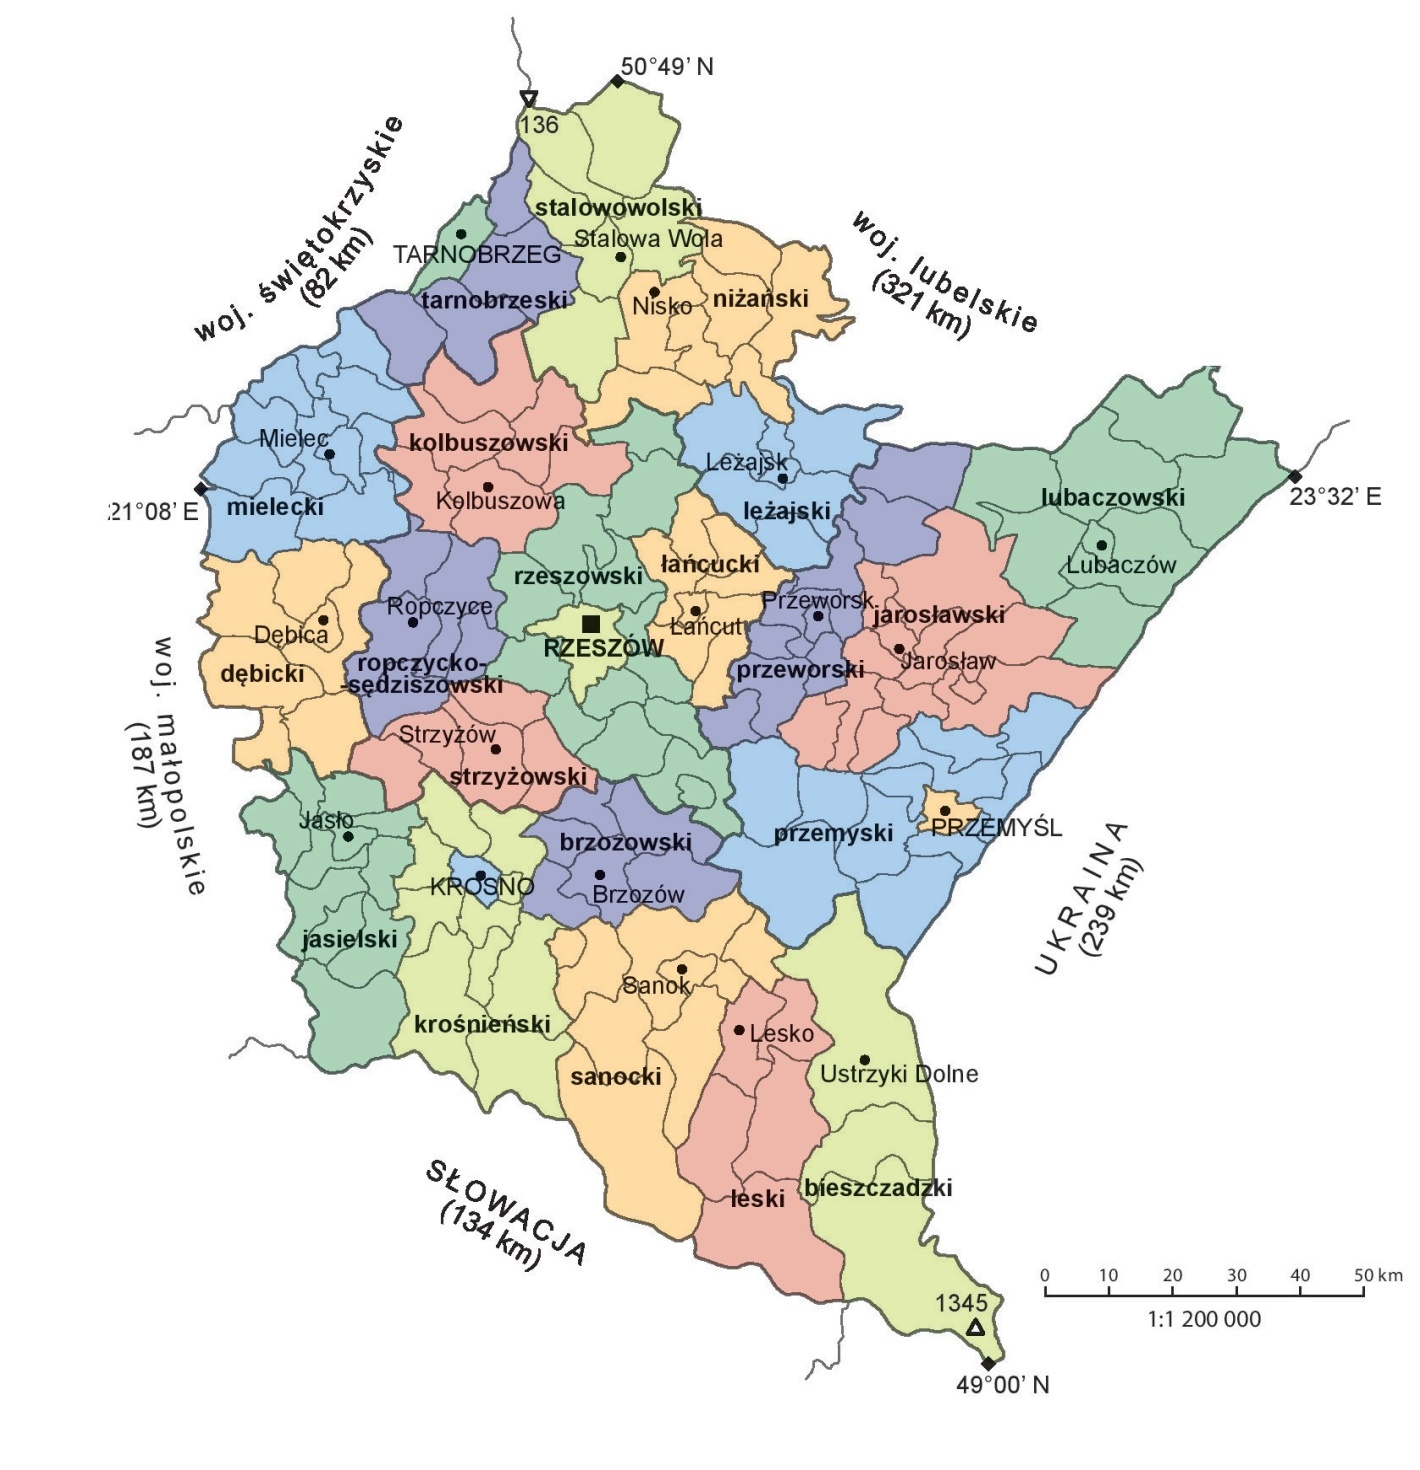 50°49' N
136
woj. świętokrzyskie
(82 km)
stalowowolski
Stalowa Wola
woj. lubelskie
(321 km)
TARNOBRZEG
tarnobrzeski
Nisko
niżański
Mielec
mielecki
kolbuszowski
Kolbuszowa
Leżajsk
leżajski
lubaczowski
Lubaczów
21°08' E
23°32' E
rzeszowski
RZESZÓW
łańcucki
Łańcut
Przeworsk
przeworski
jarosławski
Jarosław
Ropczyce
ropczycko-
-sędziszowski
Dębica
dębicki
woj. małopolskie
(187 km)
Strzyżów
strzyżowski
Jasło
jasielski
KROSNO
krośnieński
brzozowski
Brzozów
przemyski
PRZEMYŚL
UKRAINA
(239 km)
Sanok
sanocki
Lesko
leski
Ustrzyki Dolne
bieszczadzki
SŁOWACJA
(134 km)
0 10 20 30 40 50 km
1:1 200 000
1345
49°00' N